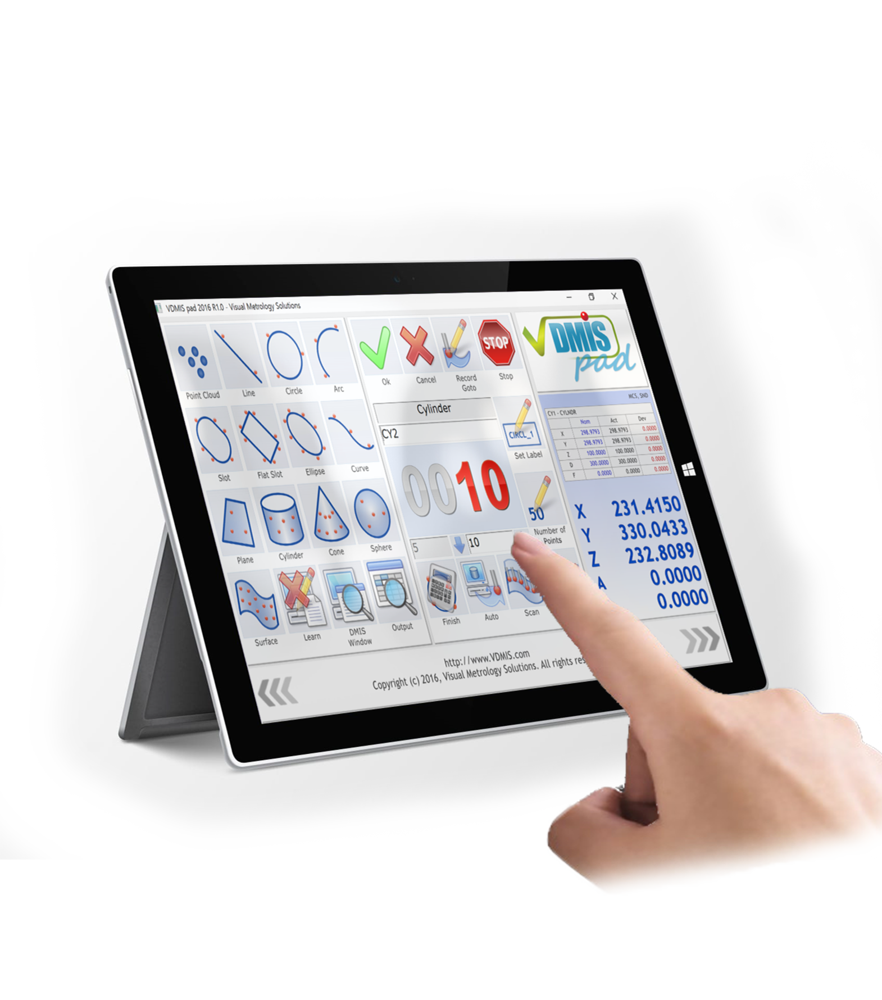 VDMIS pad 2016 R1.0 - Visual Metrology Solutions
Point Cloud
Line
Circle
Arc
Slot
Flat Slot
Ellipse
Curve
Plane
Cylinder
Cone
Sphere
Surface
Learn
DMIS
Window
Output
Ok
Cancel
Record
Goto
STOP
Stop
Cylinder
CY2
CIRCL_1
Set Label
0010
50
Number of
Points
5
10
Finish
Auto
Scan
DMIS
pad
MCS, SND
CY1 - CYLNDR
Nom Act Dev
X 298.9793 298.9793 0.0000
Y 298.9793 298.9793 0.0000
Z 100.0000 100.0000 0.0000
D 300.0000 300.0000 0.0000
F 0.0000 0.0000 0.0000
X 231.4150
Y 330.0433
Z 232.8089
A 0.0000
0.0000
http://www.VDMIS.com
Copyright (c) 2016, Visual Metrology Solutions. All rights res